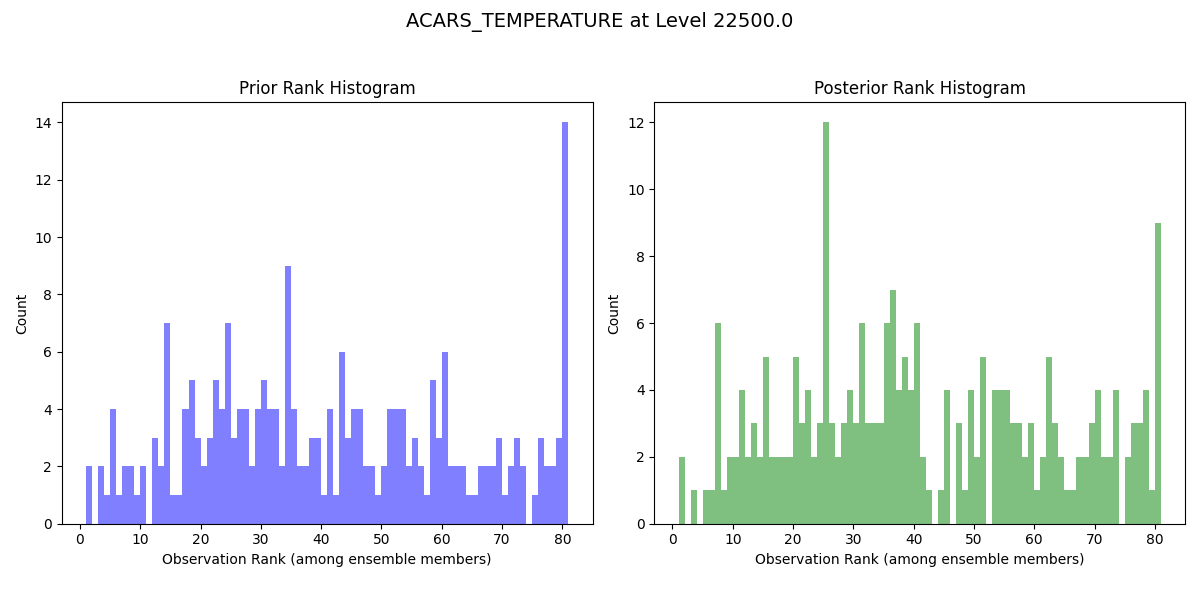 ACARS_TEMPERATURE at Level 22500.0
Prior Rank Histogram
Count
0
2
4
6
8
10
12
14
0 10 20 30 40 50 60 70 80
Observation Rank (among ensemble members)
Posterior Rank Histogram
Count
0
2
4
6
8
10
12
0 10 20 30 40 50 60 70 80
Observation Rank (among ensemble members)